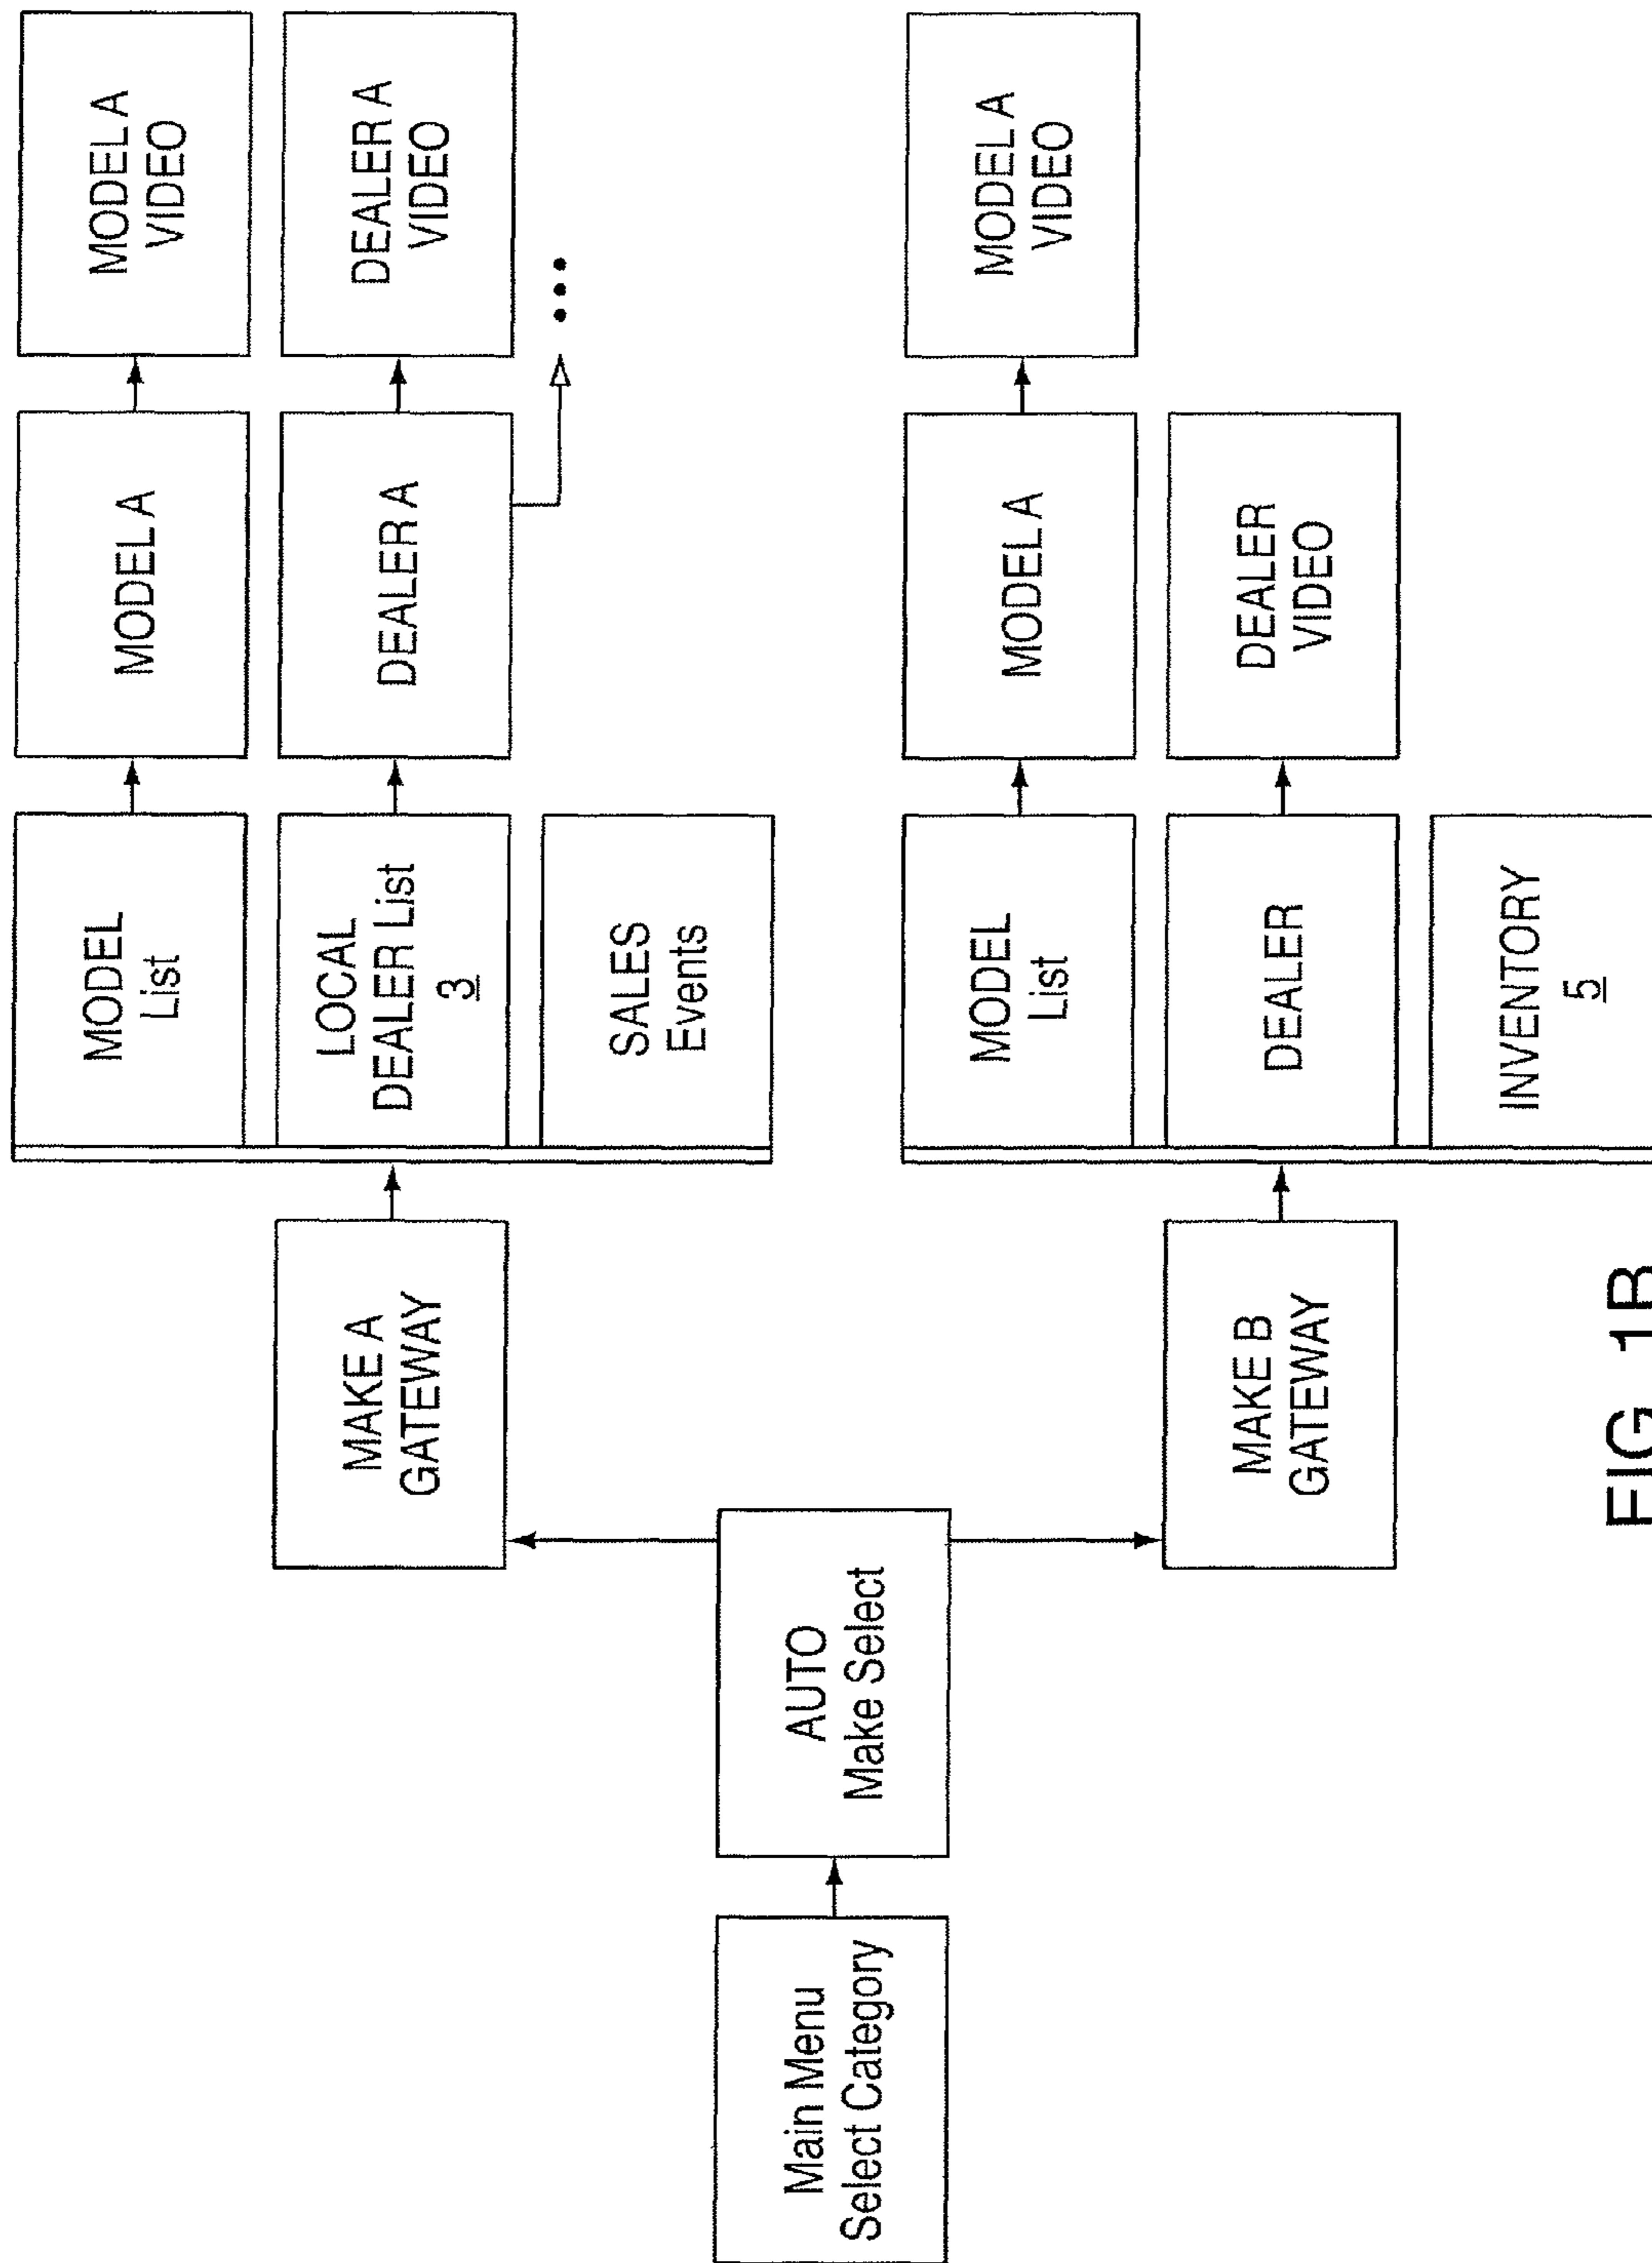 Main Menu
Select Category
AUTO
Make Select
MAKE A
GATEWAY
MODEL
List
MODEL A
MODEL A
VIDEO
LOCAL
DEALER List
3
DEALER A
DEALER A
VIDEO
SALES
Events
MAKE B
GATEWAY
MODEL
List
MODEL A
MODEL A
VIDEO
DEALER
DEALER
VIDEO
INVENTORY
5
FIG. 1B